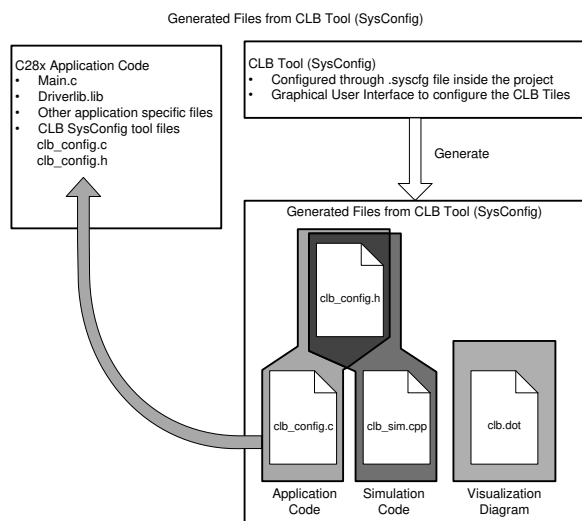 Generated Files from CLB Tool (SysConfig)
C28x Application Code
• Main.c
• Driverlib.lib
• Other application specific files
• CLB SysConfig tool files
clb_config.c
clb_config.h
CLB Tool (SysConfig)
• Configured through .syscfg file inside the project
• Graphical User Interface to configure the CLB Tiles
Generate
Generated Files from CLB Tool (SysConfig)
clb_config.h
clb_config.c
clb_sim.cpp
clb.dot
Application
Code
Simulation
Code
Visualization
Diagram